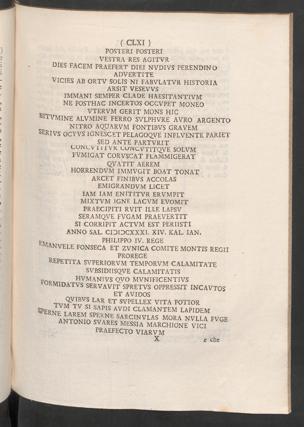 ( CLXI )
POSTERI POSTERI
VESTRA RES AGITVR
DIES FACEM PRAEFERT DIEI NVDIVS PERENDINO
ADVERTITE
VICIES AB ORTV SOLIS NI FABVLATVR HISTORIA
ARSIT VESEVVS
IMMANI SEMPER CLADE HAESITANTIVM
NE POSTHAC INCERTOS OCCVPET MONEO
VTERVM GERIT MONS HIC
BITVMINE ALVMINE FERRO SVLPHVRE AVRO ARGENTO
NITRO AQVARVM FONTIBVS GRAVEM
SERIVS OCYVS IGNESCET PELAGOQVE INFLVENTE PARIET
SED ANTE PARTVRIT
CONCVTITVR CONCVTITQVE SOLVM
FVMIGAT CORVSCAT FLAMMIGERAT
QVATIT AEREM
HORRENDVM IMMVGIT BOAT TONAT
ARCET FINIBVS ACCOLAS
EMIGRANDVM LICET
IAM IAM ENITITVR ERVMPIT
MIXTVM IGNE LACVM EVOMIT
PRAECIPITI RVIT ILLE LAPSV
SERAMQVE FVGAM PRAEVERTIT
SI CORRIPIT ACTVM EST PERIISTI
ANNO SAL. CIƆIƆCXXXI. XIV. KAL. IAN.
PHILIPPO IV. REGE
EMANVELE FONSECA ET ZVNICA COMITE MONTIS REGII
PROREGE
REPETITA SVPERIORVM TEMPORVM CALAMITATE
SVBSIDIISQVE CALAMITATIS
HVMANIVS QVO MVNIFICENTIVS
FORMIDATVS SERVAVIT SPRETVS OPPRESSIT INCAVTOS
ET AVIDOS
QVIBVS LAR ET SVPELLEX VITA POTIOR
TVM TV SI SAPIS AVDI CLAMANTEM LAPIDEM
SPERNE LAREM SPERNE SARCINVLAS MORA NVLLA FVGE
ANTONIO SVARES MESSIA MARCHIONE VICI
PRAEFECTO VIARVM
X